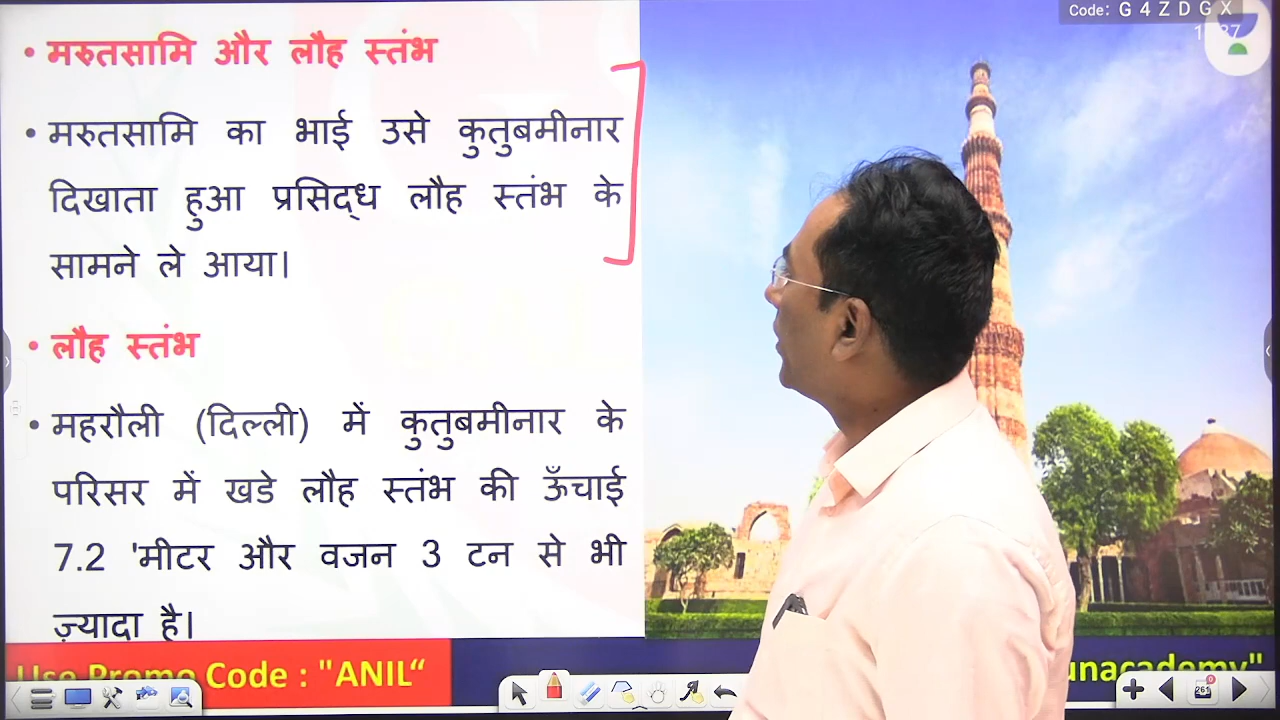 Code: G 4 Z D G X
• मरुतसामि और लौह स्तंभ
• मरुतसामि का भाई उसे कुतुबमीनार
दिखाता हुआ प्रसिद्ध लौह स्तंभ के
सामने ले आया।
• लौह स्तंभ
• महरौली (दिल्ली) में कुतुबमीनार के
परिसर में खडे लौह स्तंभ की ऊँचाई
7.2 'मीटर और वजन 3 टन से भी
ज़्यादा है।
Use Promo Code : "ANIL“
unacademy"
261